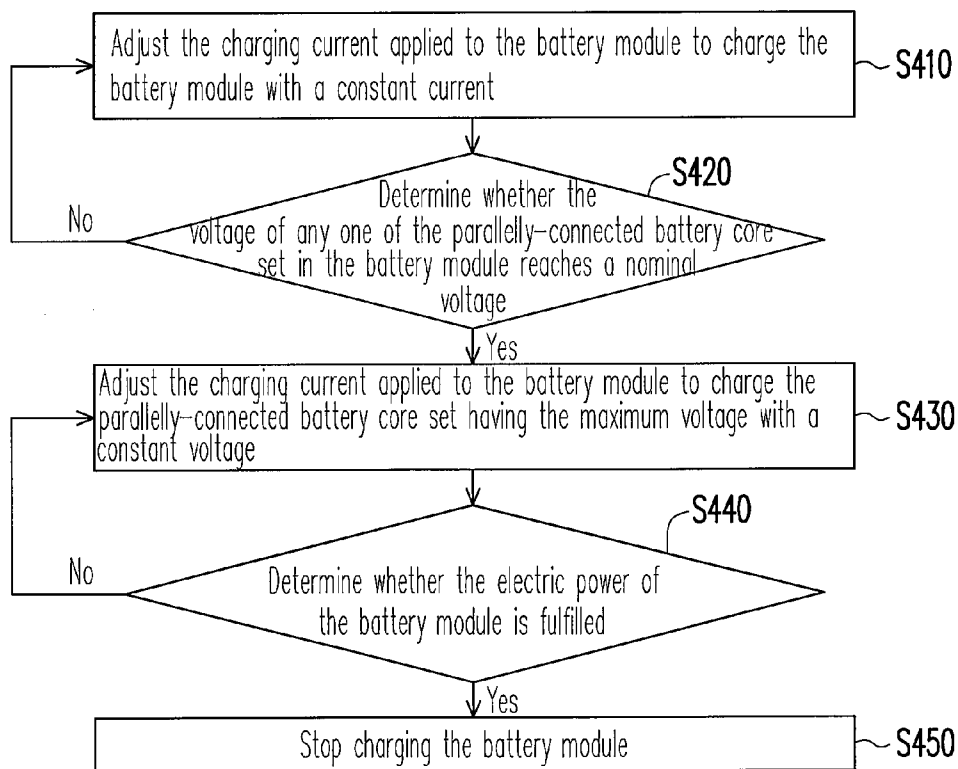 Adjust the charging current applied to the battery module to charge the
battery module with a constant current
S410
S420
Determine whether the
voltage of any one of the parallelly-connected battery core
set in the battery module reaches a nominal
voltage
No
Yes
Adjust the charging current applied to the battery module to charge the
parallelly-connected battery core set having the maximum voltage with a
constant voltage
S430
S440
Determine whether the electric power of
the battery module is fulfilled
No
Yes
Stop charging the battery module
S450